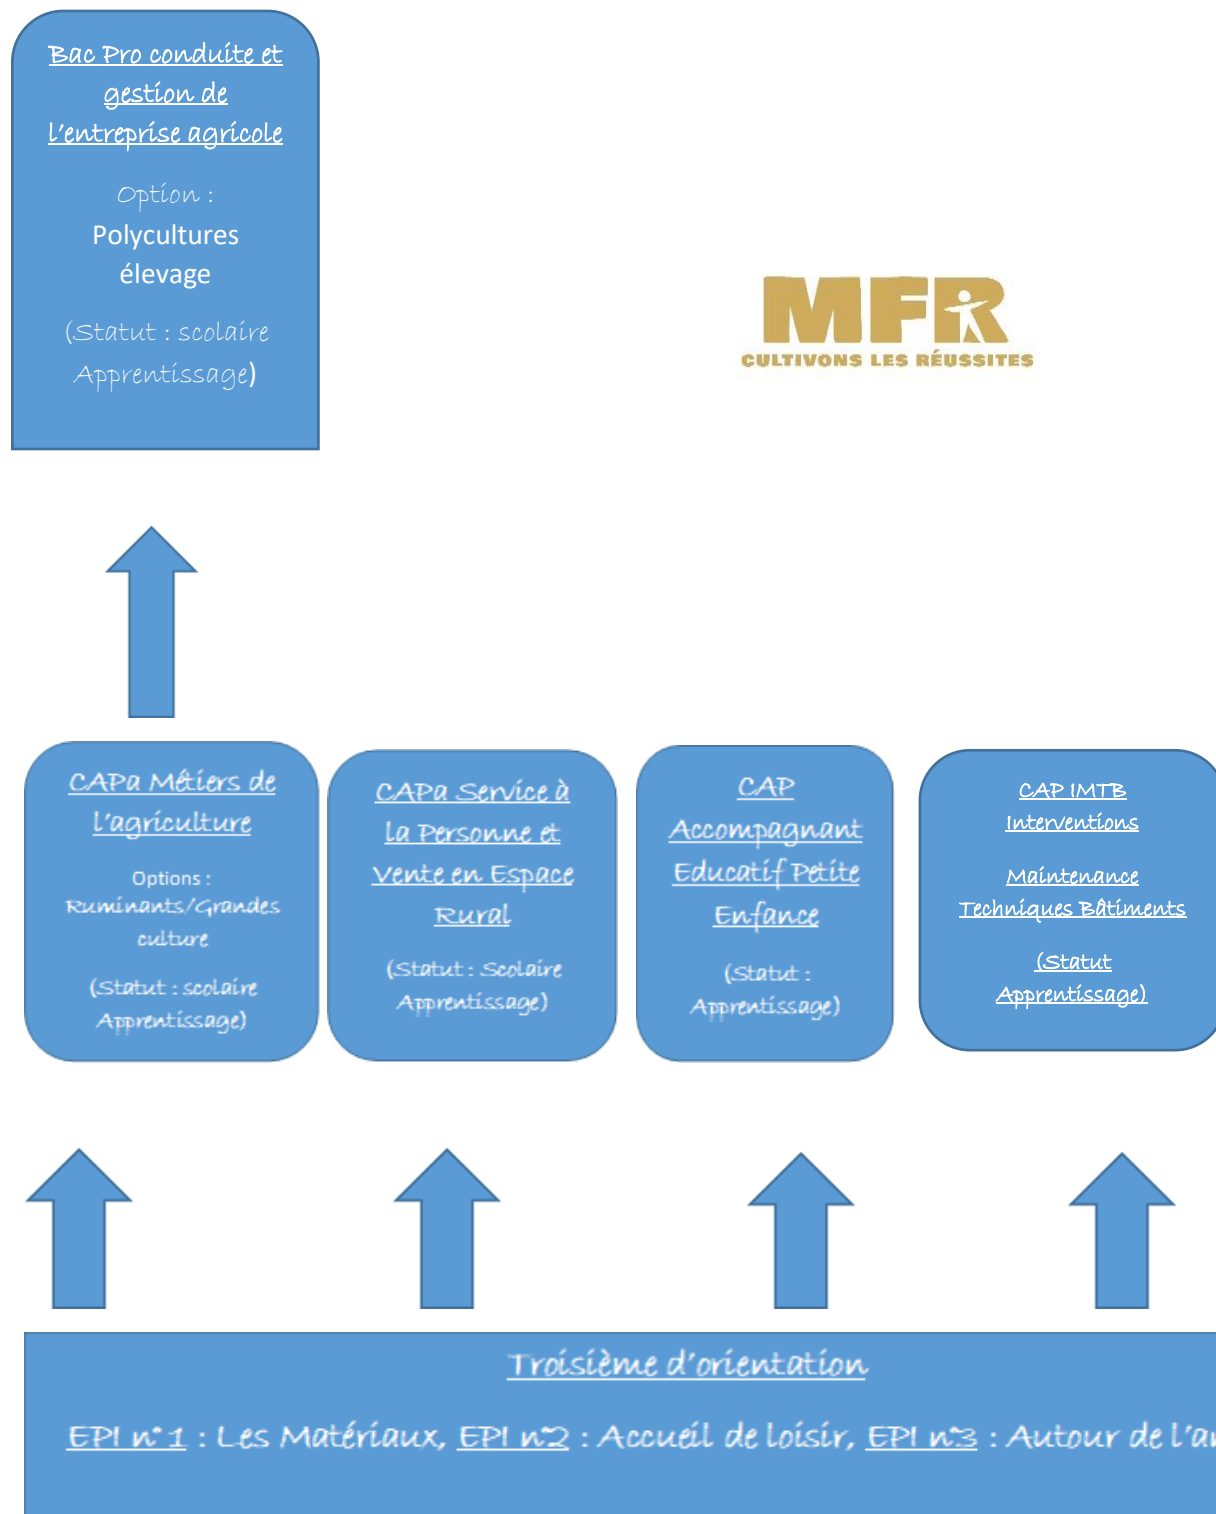 Bac Pro conduite et
gestion de
l'entreprise agricole
Option :
Polycultures
élevage
(Statut : scolaire
Apprentissage)
MFR
CULTIVONS LES RÉUSSITES
CAPa Métiers de
l'agriculture
Options :
Ruminants/Grandes
culture
(Statut : scolaire
Apprentissage)
CAPa Service à
la Personne et
Vente en Espace
Rural
(Statut : Scolaire
Apprentissage)
CAP
Accompagnant
Educatif Petite
Enfance
(Statut :
Apprentissage)
CAP IMTB
Interventions
Maintenance
Techniques Bâtiments
(Statut
Apprentissage)
Troisième d'orientation
EPI n°1 : Les Matériaux, EPI n°2 : Accueil de loisir, EPI n°3 : Autour de